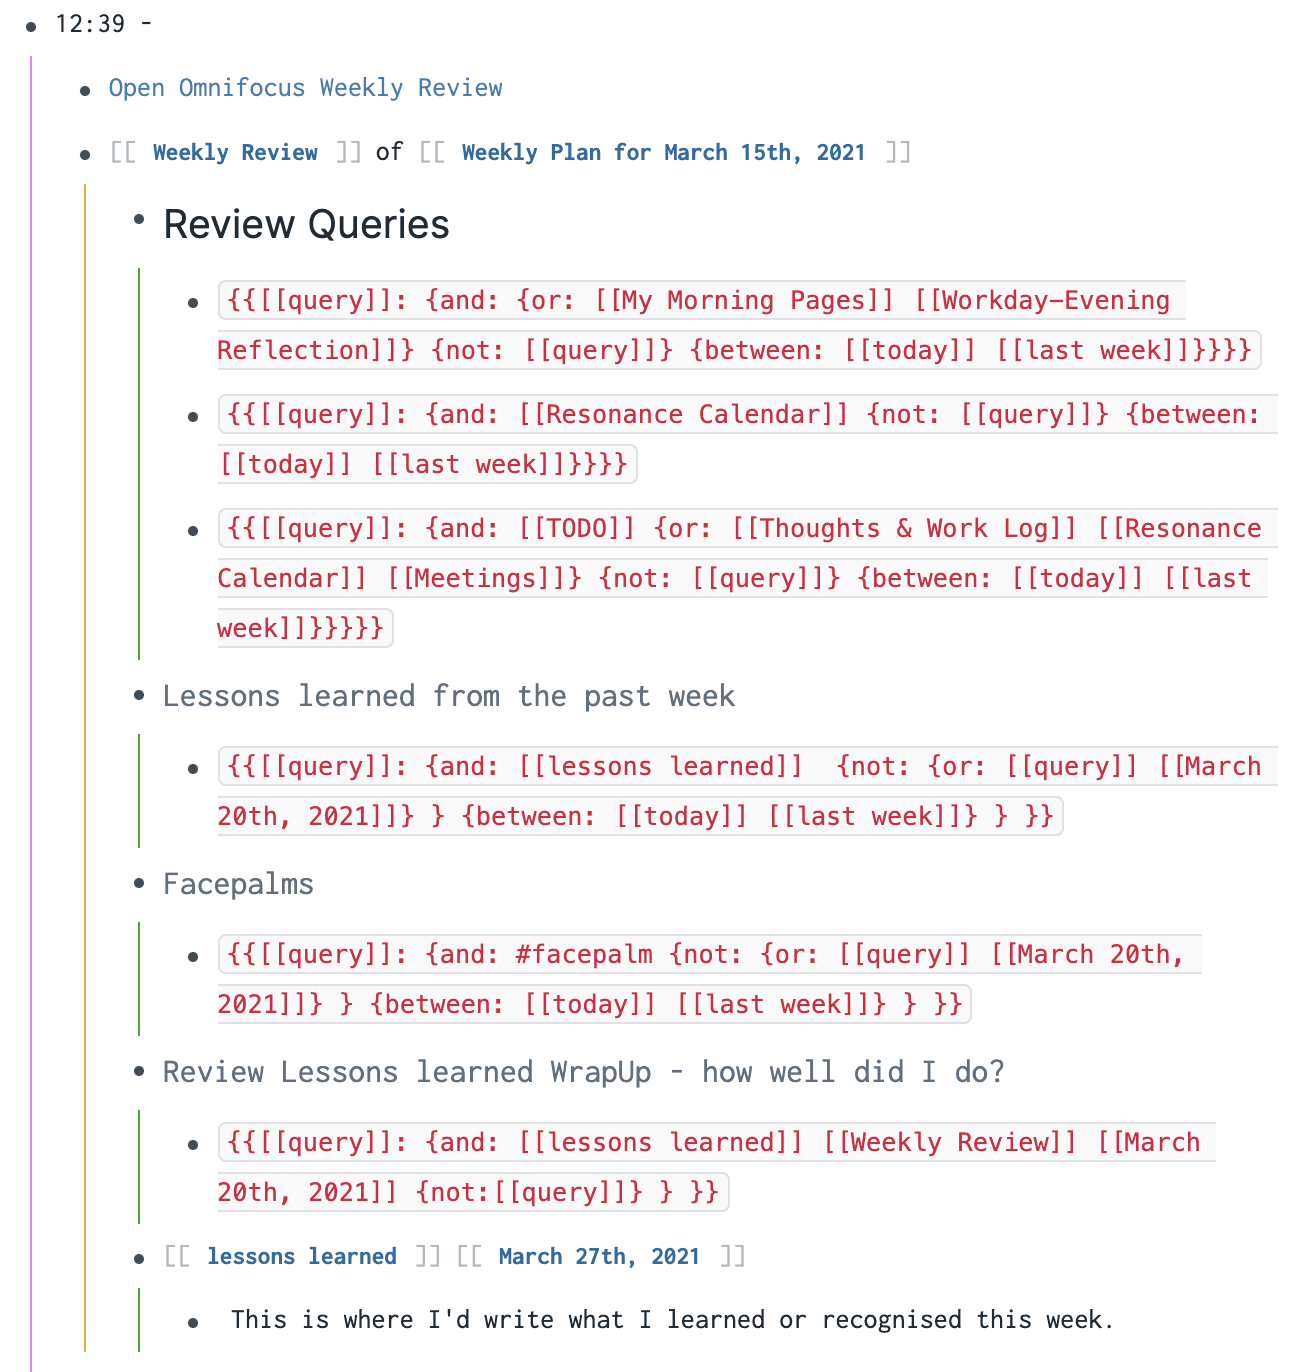 12:39 -
Open Omnifocus Weekly Review
[[ Weekly Review ]] of [[ Weekly Plan for March 15th, 2021 ]]
Review Queries
{{[[query]]: {and: {or: [[My Morning Pages]] [[Workday-Evening
Reflection]]} {not: [[query]]} {between: [[today]] [[last week]]}}}}
{{[[query]]: {and: [[Resonance Calendar]] {not: [[query]]} {between:
[[today]] [[last week]]}}}}
{{[[query]]: {and: [[TODO]] {or: [[Thoughts & Work Log]] [[Resonance
Calendar]] [[Meetings]]} {not: [[query]]} {between: [[today]] [[last
week]]}}}}}}
Lessons learned from the past week
{{[[query]]: {and: [[lessons learned]]  {not: {or: [[query]] [[March
20th, 2021]]} } {between: [[today]] [[last week]]} } }}
Facepalms
{{[[query]]: {and: #facepalm {not: {or: [[query]] [[March 20th,
2021]]} } {between: [[today]] [[last week]]} } }}
Review Lessons learned WrapUp - how well did I do?
{{[[query]]: {and: [[lessons learned]] [[Weekly Review]] [[March
20th, 2021]] {not:[[query]]} } }}
[[ lessons learned ]] [[ March 27th, 2021 ]]
This is where I'd write what I learned or recognised this week.